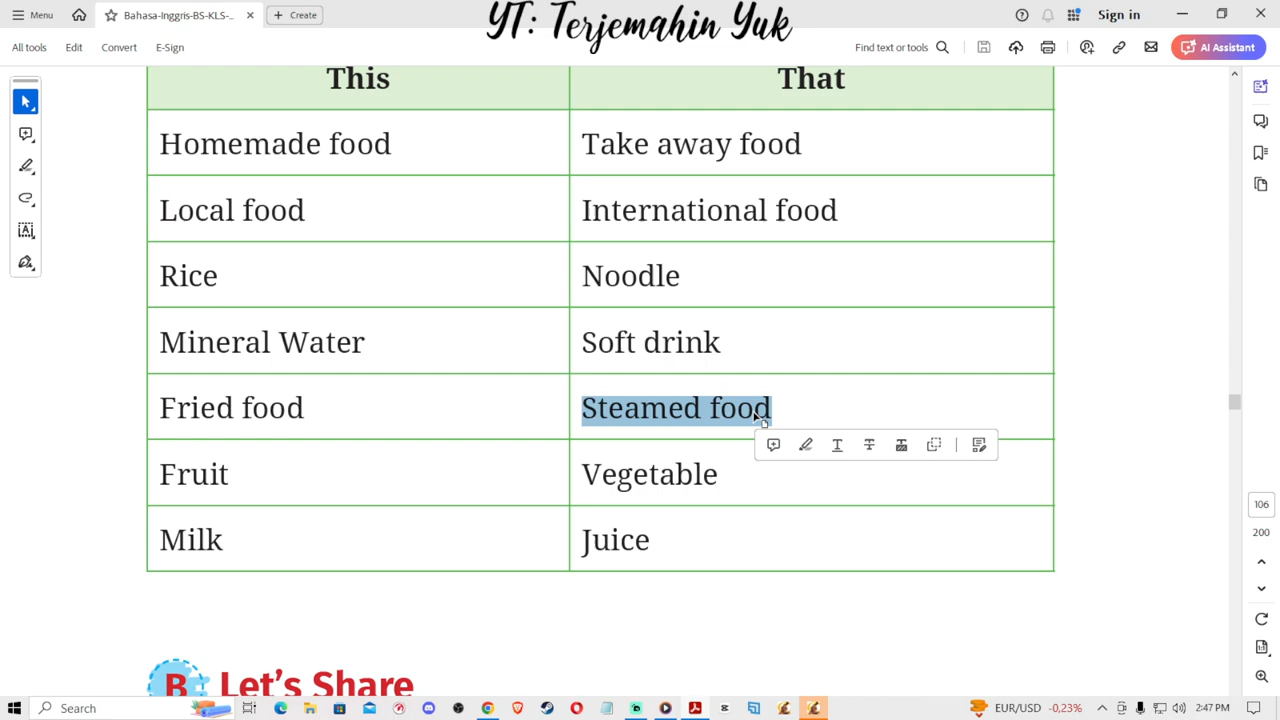 Menu
Bahasa-Inggris-BS-KLS-...
Create
YT: Terjemahin Yuk
Sign in
All tools
Edit
Convert
E-Sign
Find text or tools
AI Assistant
This
That
Homemade food
Take away food
Local food
International food
Rice
Noodle
Mineral Water
Soft drink
Fried food
Steamed food
Fruit
Vegetable
Milk
Juice
106
200
B
Let's Share
Search
EUR/USD
-0,23%
2:47 PM